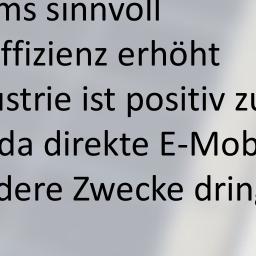 ms sinnvoll
ffizienz erhöht
ustrie ist positiv zu
da direkte E-Mob
dere Zwecke dring